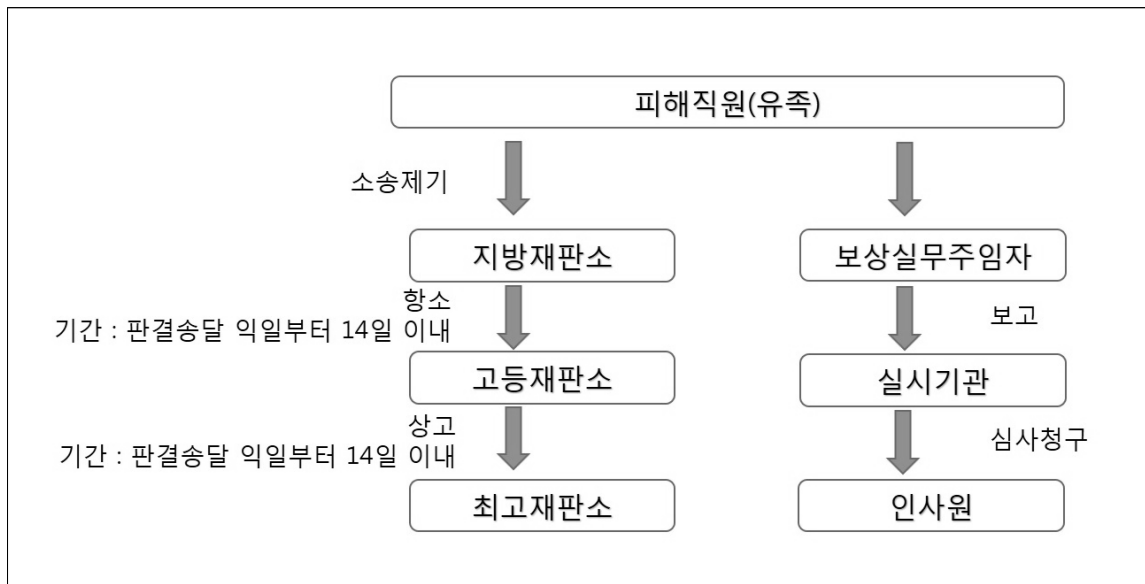 피해직원(유족)
소송제기
지방재판소
보상실무주임자
항소
기간 : 판결송달 익일부터 14일 이내
보고
고등재판소
실시기관
상고
기간 : 판결송달 익일부터 14일 이내
심사청구
최고재판소
인사원